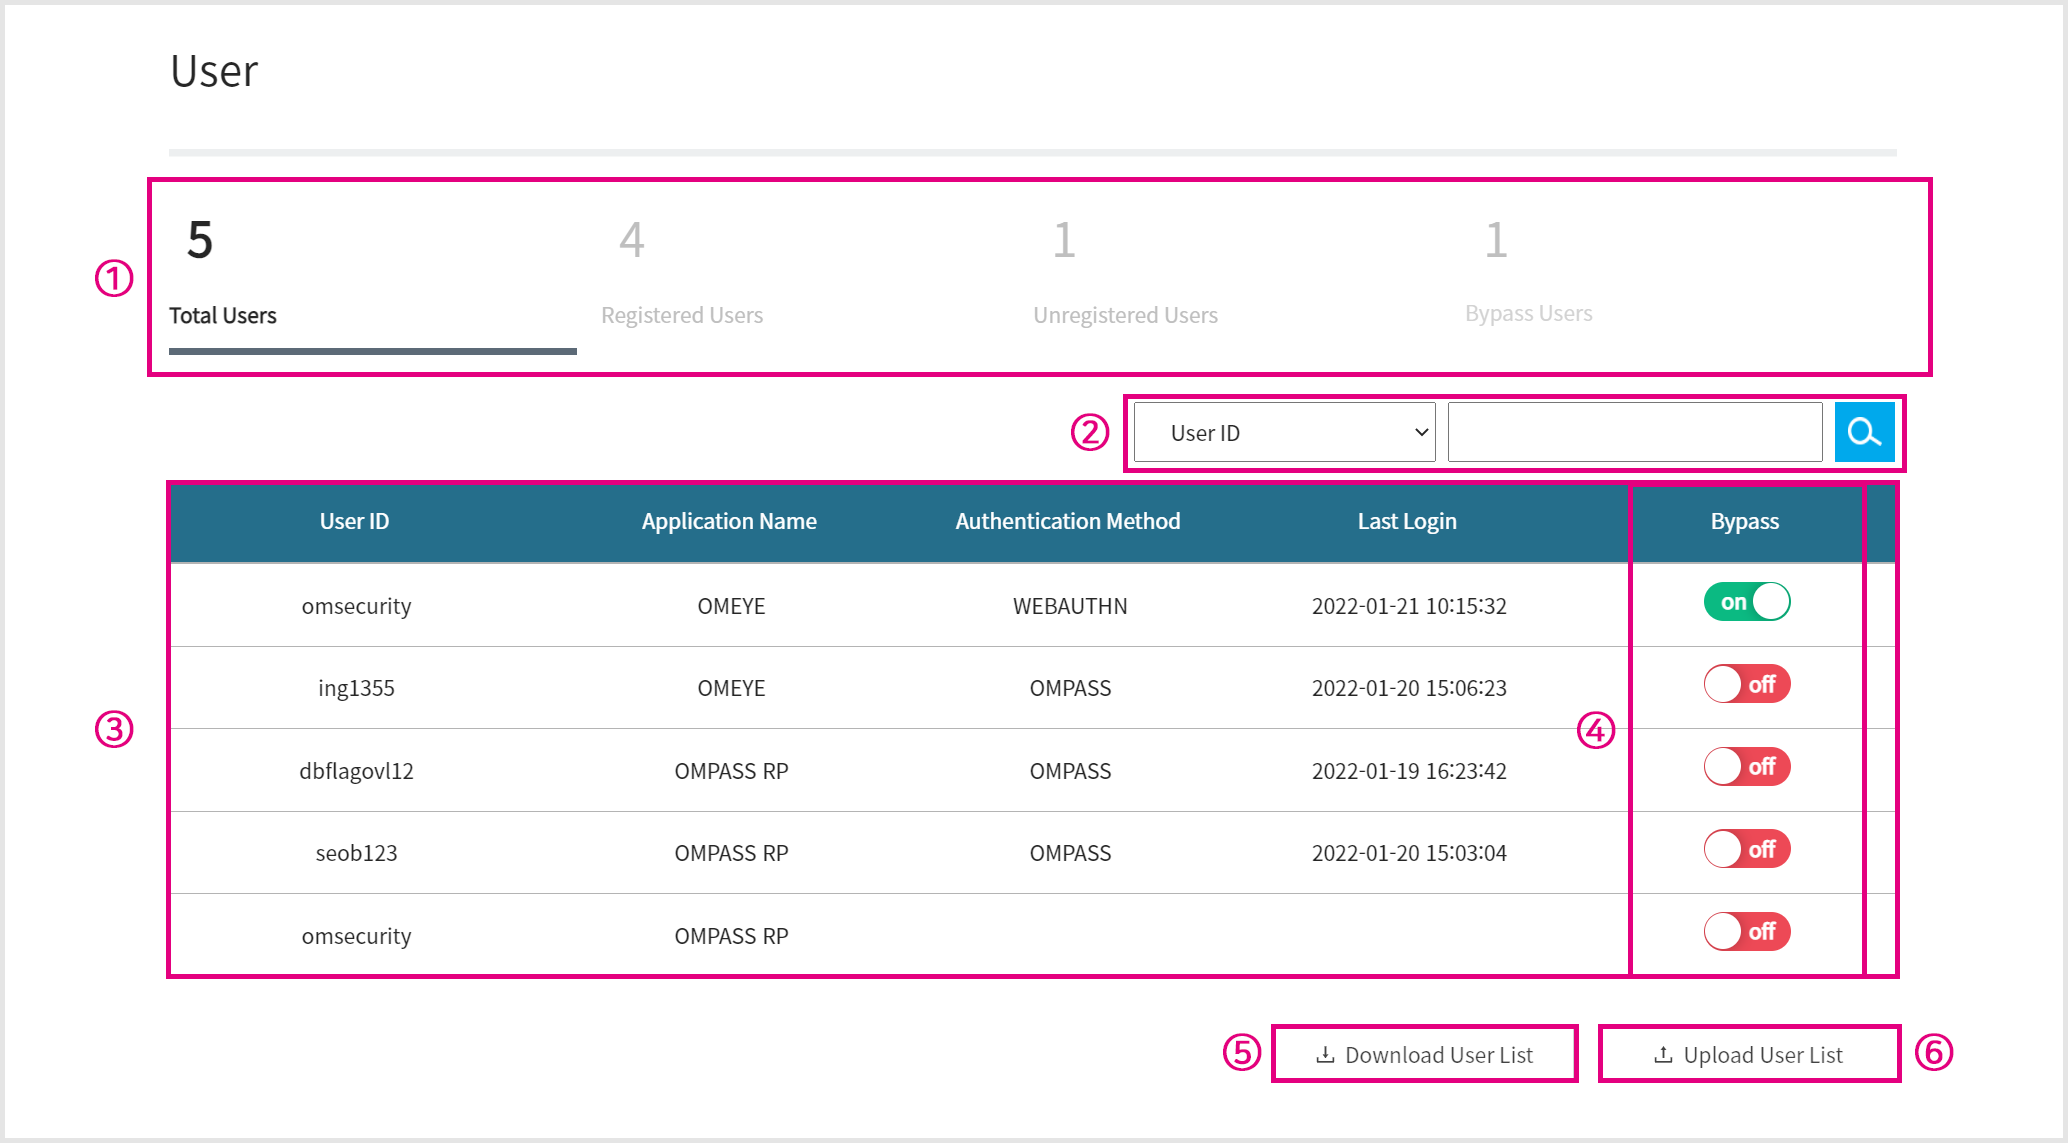 User
5 4 1 1
① Total Users Registered Users Unregistered Users Bypass Users
② User ID
User ID Application Name Authentication Method Last Login Bypass
omsecurity OMEYE WEBAUTHN 2022-01-21 10:15:32 on
ing1355 OMEYE OMPASS 2022-01-20 15:06:23 off
③ ④
dbflagovl12 OMPASS RP OMPASS 2022-01-19 16:23:42 off
seob123 OMPASS RP OMPASS 2022-01-20 15:03:04 off
omsecurity OMPASS RP off
⑤ Download User List Upload User List ⑥